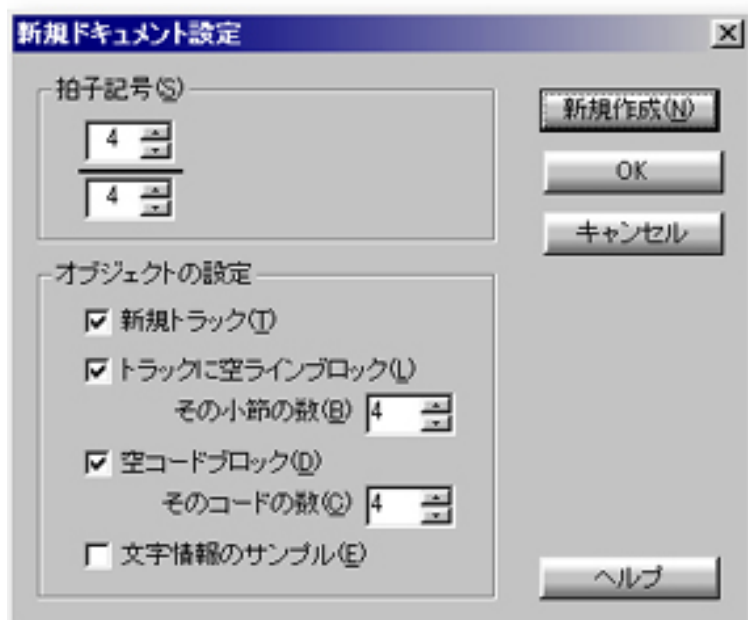 新規ドキュメント設定
拍子記号(S)
4
4
新規作成(N)
OK
キャンセル
オブジェクトの設定
新規トラック(T)
トラックに空ラインブロック(L)
その小節の数(B) 4
空コードブロック(D)
そのコードの数(C) 4
文字情報のサンプル(E)
ヘルプ